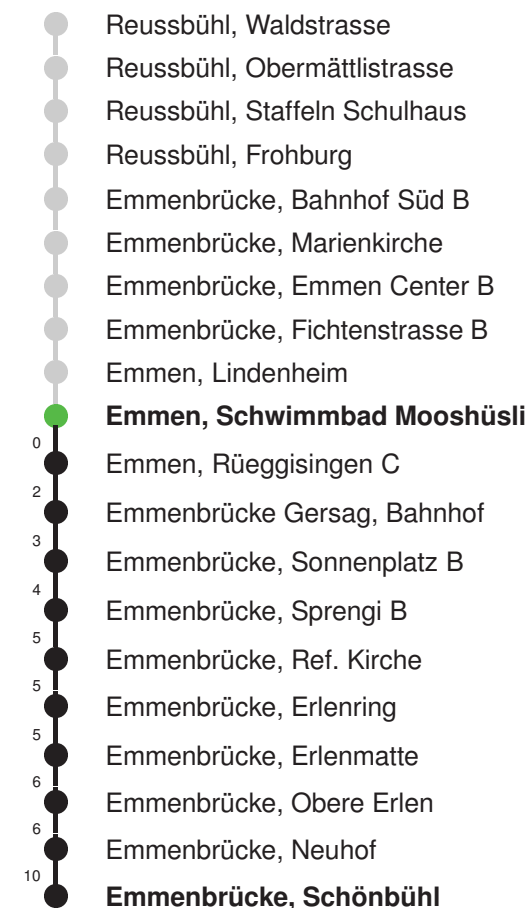 Reussbühl, Waldstrasse
Reussbühl, Obermättlistrasse
Reussbühl, Staffeln Schulhaus
Reussbühl, Frohburg
Emmenbrücke, Bahnhof Süd B
Emmenbrücke, Marienkirche
Emmenbrücke, Emmen Center B
Emmenbrücke, Fichtenstrasse B
Emmen, Lindenheim
Emmen, Schwimmbad Mooshüsli
0 Emmen, Rüeggisingen C
2 Emmenbrücke Gersag, Bahnhof
3 Emmenbrücke, Sonnenplatz B
4 Emmenbrücke, Sprengi B
5 Emmenbrücke, Ref. Kirche
5 Emmenbrücke, Erlenring
5 Emmenbrücke, Erlenmatte
6 Emmenbrücke, Obere Erlen
6 Emmenbrücke, Neuhof
10 Emmenbrücke, Schönbühl